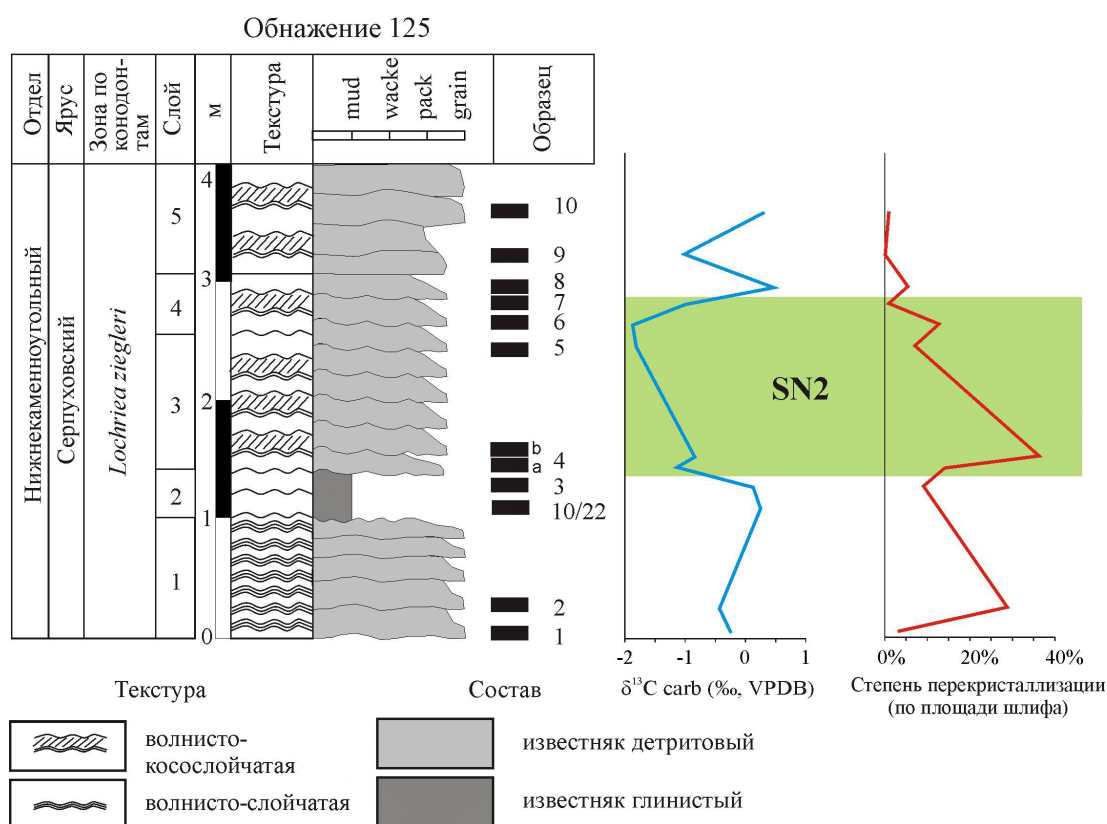 Обнажение 125
Отдел
Ярус
Зона по
конодон-
там
Слой
м
Текстура
mud
wacke
pack
grain
Образец
Нижнекаменноугольный
Серпуховский
Lochriea ziegleri
5
4
3
2
1
4
3
2
1
0
10
9
8
7
6
5
b
a
4
3
10/22
2
1
SN2
-2
-1
0
1
δ¹³C carb (‰, VPDB)
0%
20%
40%
Степень перекристаллизации
(по площади шлифа)
Текстура
Состав
волнисто-
косослойчатая
известняк детритовый
волнисто-слойчатая
известняк глинистый